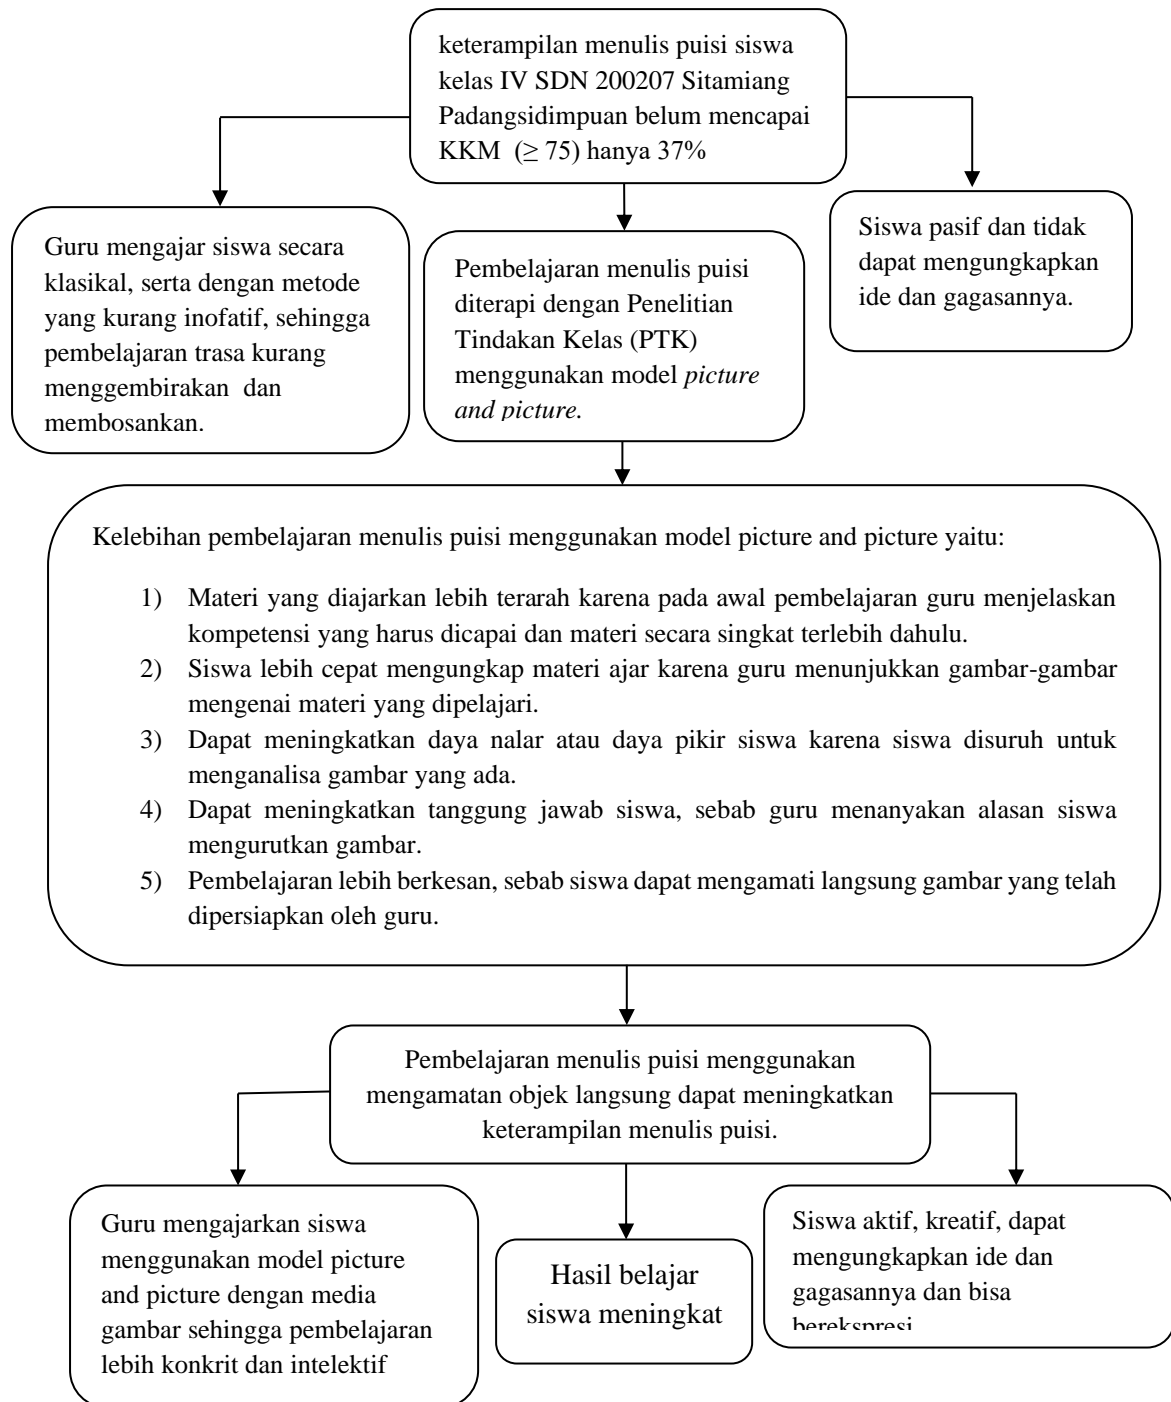 keterampilan menulis puisi siswa
kelas IV SDN 200207 Sitamiang
Padangsidimpuan belum mencapai
KKM (≥ 75) hanya 37%
Guru mengajar siswa secara
klasikal, serta dengan metode
yang kurang inofatif, sehingga
pembelajaran trasa kurang
menggembirakan dan
membosankan.
Pembelajaran menulis puisi
diterapi dengan Penelitian
Tindakan Kelas (PTK)
menggunakan model picture
and picture.
Siswa pasif dan tidak
dapat mengungkapkan
ide dan gagasannya.
Kelebihan pembelajaran menulis puisi menggunakan model picture and picture yaitu:
1) Materi yang diajarkan lebih terarah karena pada awal pembelajaran guru menjelaskan
kompetensi yang harus dicapai dan materi secara singkat terlebih dahulu.
2) Siswa lebih cepat mengungkap materi ajar karena guru menunjukkan gambar-gambar
mengenai materi yang dipelajari.
3) Dapat meningkatkan daya nalar atau daya pikir siswa karena siswa disuruh untuk
menganalisa gambar yang ada.
4) Dapat meningkatkan tanggung jawab siswa, sebab guru menanyakan alasan siswa
mengurutkan gambar.
5) Pembelajaran lebih berkesan, sebab siswa dapat mengamati langsung gambar yang telah
dipersiapkan oleh guru.
Pembelajaran menulis puisi menggunakan
mengamatan objek langsung dapat meningkatkan
keterampilan menulis puisi.
Guru mengajarkan siswa
menggunakan model picture
and picture dengan media
gambar sehingga pembelajaran
lebih konkrit dan intelektif
Hasil belajar
siswa meningkat
Siswa aktif, kreatif, dapat
mengungkapkan ide dan
gagasannya dan bisa
berekspresi